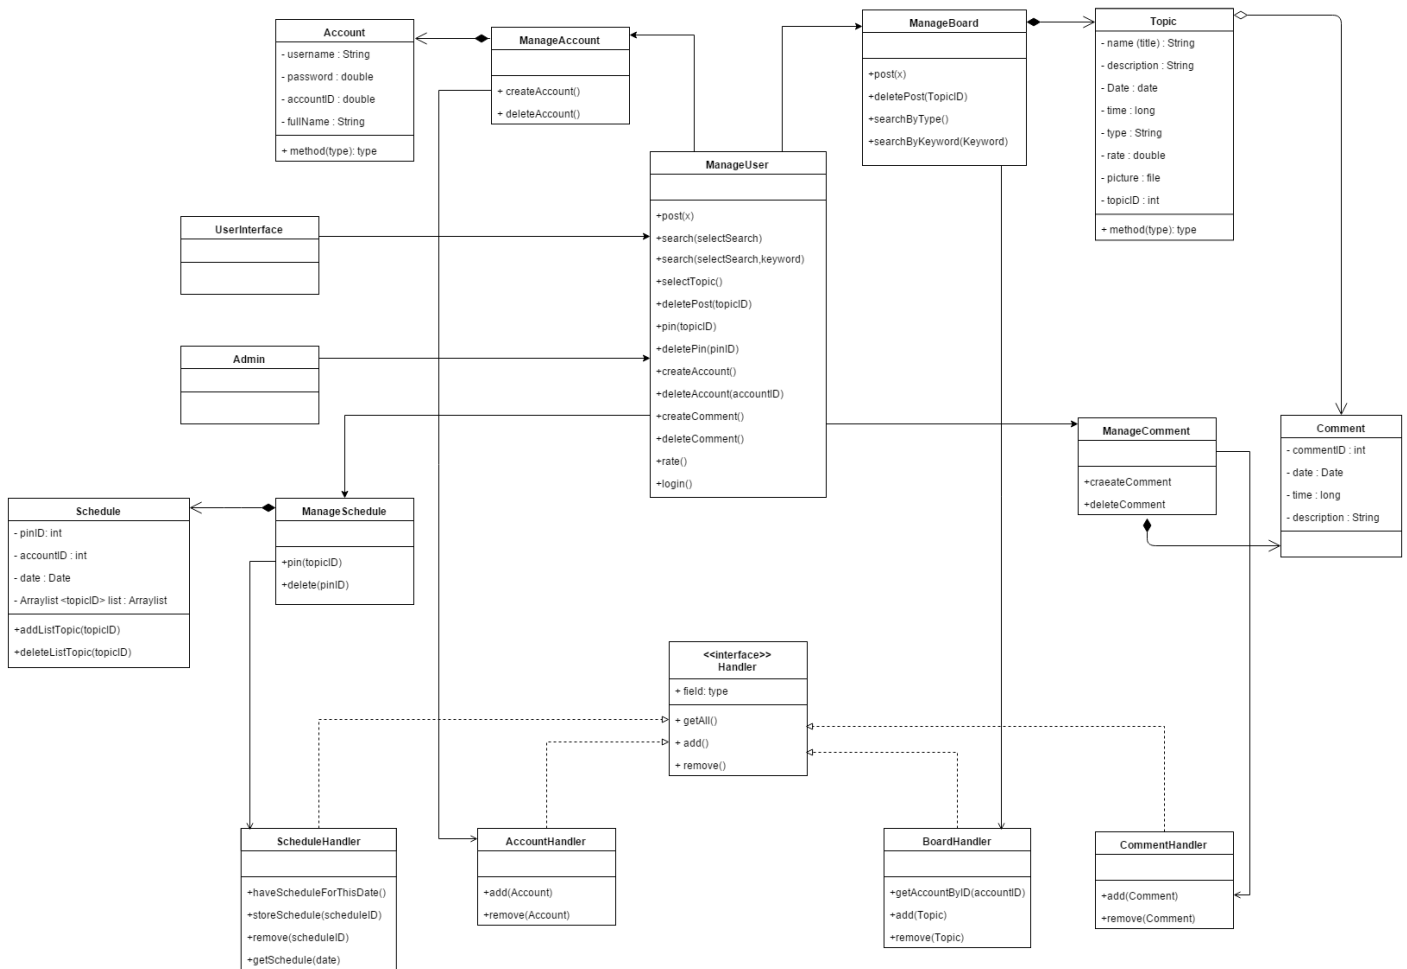 Account
- username : String
- password : double
- accountID : double
- fullName : String
+ method(type): type
ManageAccount
+ createAccount()
+ deleteAccount()
ManageBoard
+post(x)
+deletePost(TopicID)
+searchByType()
+searchByKeyword(Keyword)
Topic
- name (title) : String
- description : String
- Date : date
- time : long
- type : String
- rate : double
- picture : file
- topicID : int
+ method(type): type
ManageUser
+post(x)
+search(selectSearch)
+search(selectSearch,keyword)
+selectTopic()
+deletePost(topicID)
+pin(topicID)
+deletePin(pinID)
+createAccount()
+deleteAccount(accountID)
+createComment()
+deleteComment()
+rate()
+login()
UserInterface
Admin
ManageComment
+craeateComment
+deleteComment
Comment
- commentID : int
- date : Date
- time : long
- description : String
Schedule
- pinID: int
- accountID : int
- date : Date
- Arraylist <topicID> list : Arraylist
+addListTopic(topicID)
+deleteListTopic(topicID)
ManageSchedule
+pin(topicID)
+delete(pinID)
<<interface>>
Handler
+ field: type
+ getAll()
+ add()
+ remove()
ScheduleHandler
+haveScheduleForThisDate()
+storeSchedule(scheduleID)
+remove(scheduleID)
+getSchedule(date)
AccountHandler
+add(Account)
+remove(Account)
BoardHandler
+getAccountByID(accountID)
+add(Topic)
+remove(Topic)
CommentHandler
+add(Comment)
+remove(Comment)